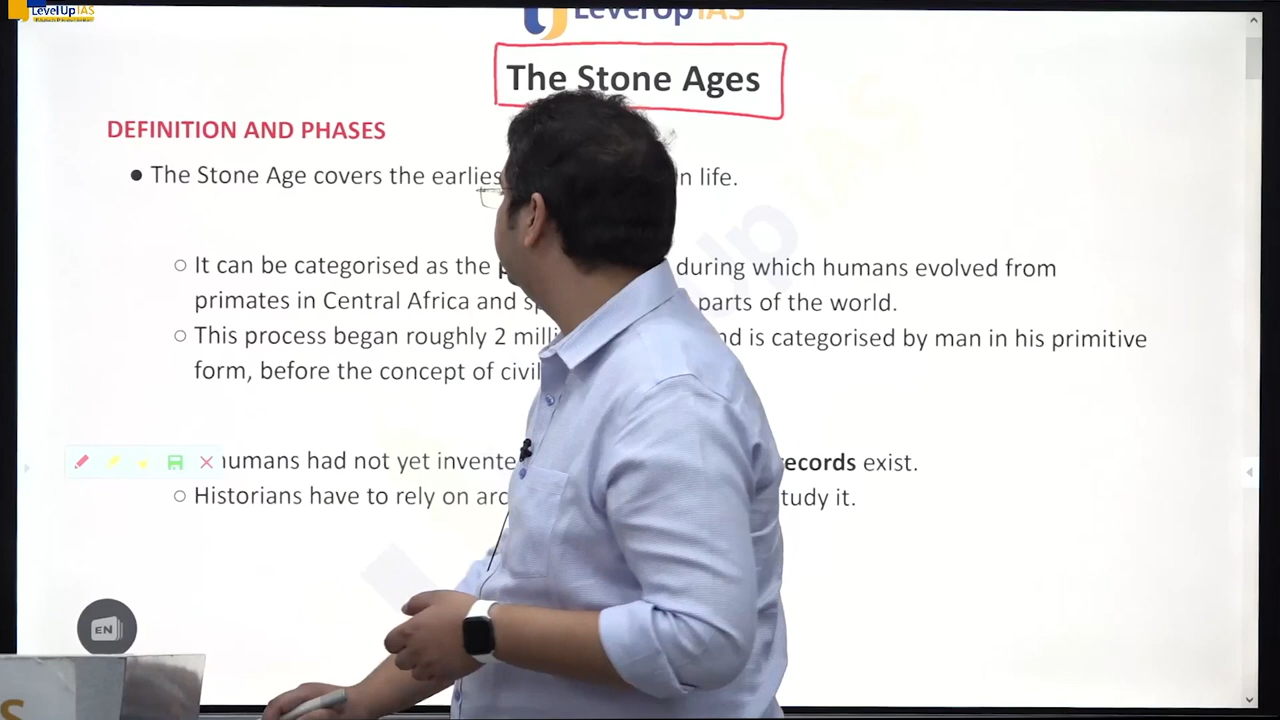 LevelUp IAS
LevelUp IAS
The Stone Ages
DEFINITION AND PHASES
● The Stone Age covers the earlies n life.
○ It can be categorised as the p during which humans evolved from
primates in Central Africa and sp parts of the world.
○ This process began roughly 2 milli nd is categorised by man in his primitive
form, before the concept of civil
humans had not yet invente records exist.
○ Historians have to rely on arc tudy it.
EN
S